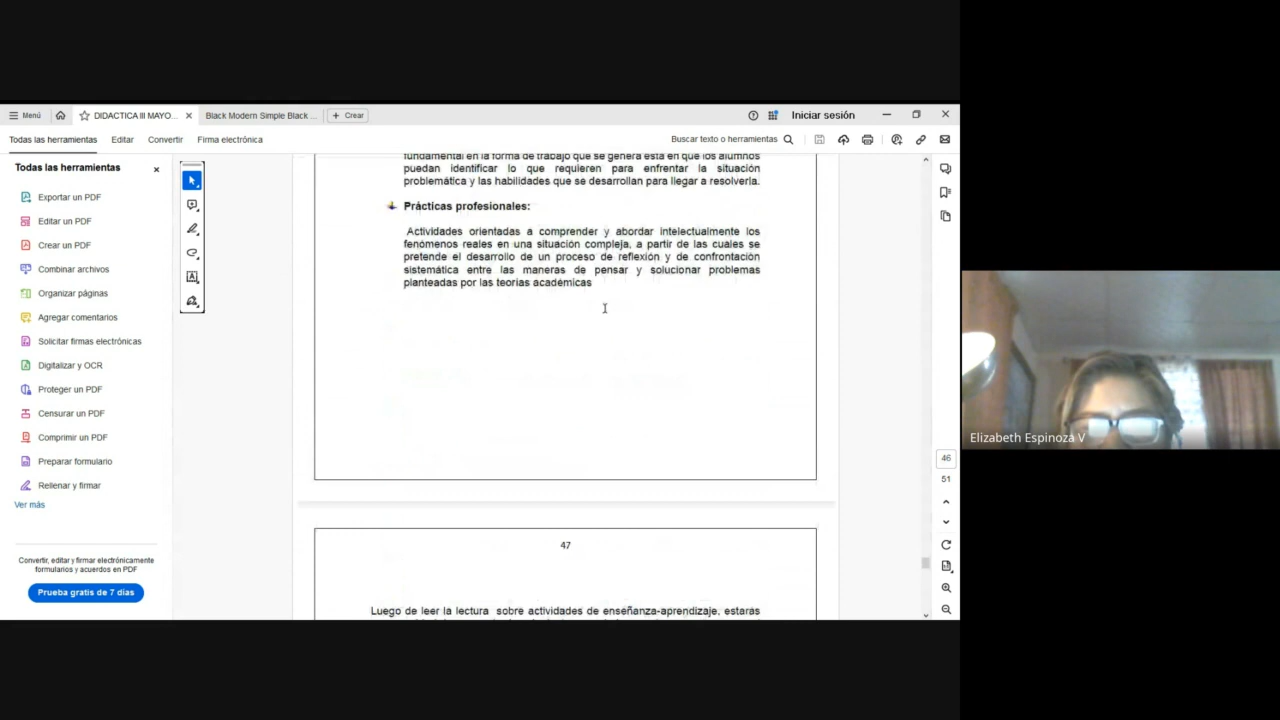 Menú
DIDACTICA III MAYO...
Black Modern Simple Black ...
+ Crear
Iniciar sesión
Todas las herramientas
Editar
Convertir
Firma electrónica
Buscar texto o herramientas
Todas las herramientas
Exportar un PDF
Editar un PDF
Crear un PDF
Combinar archivos
Organizar páginas
Agregar comentarios
Solicitar firmas electrónicas
Digitalizar y OCR
Proteger un PDF
Censurar un PDF
Comprimir un PDF
Preparar formulario
Rellenar y firmar
Ver más
Convertir, editar y firmar electrónicamente
formularios y acuerdos en PDF
Prueba gratis de 7 días
fundamental en la forma de trabajo que se genera está en que los alumnos
puedan identificar lo que requieren para enfrentar la situación
problemática y las habilidades que se desarrollan para llegar a resolverla.
Prácticas profesionales:
Actividades orientadas a comprender y abordar intelectualmente los
fenómenos reales en una situación compleja, a partir de las cuales se
pretende el desarrollo de un proceso de reflexión y de confrontación
sistemática entre las maneras de pensar y solucionar problemas
planteadas por las teorías académicas
47
Luego de leer la lectura sobre actividades de enseñanza-aprendizaje, estarás
46
51
Elizabeth Espinoza V